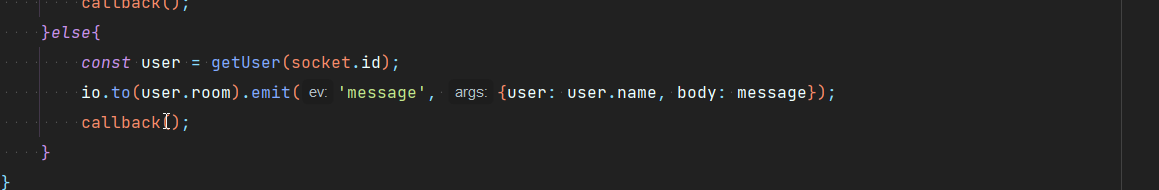 callback();
}else{
const user = getUser(socket.id);
io.to(user.room).emit( ev: 'message', args: {user: user.name, body: message});
callback();
}
}